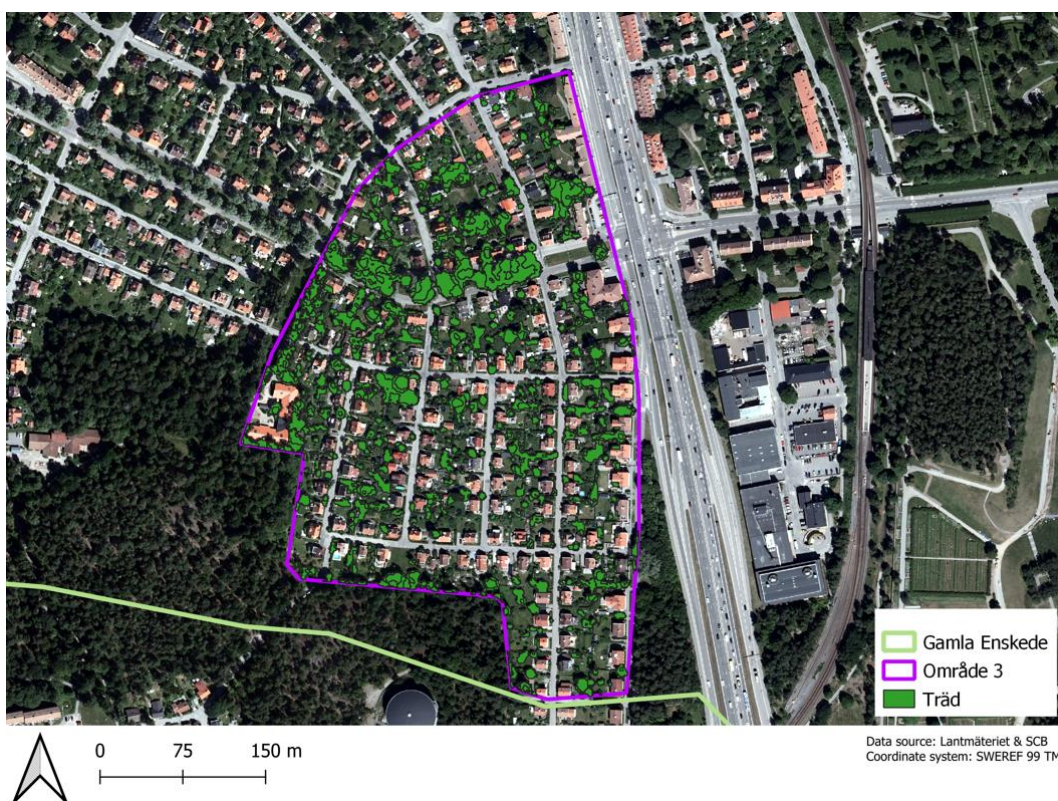 Gamla Enskede
Område 3
Träd
0 75 150 m
Data source: Lantmäteriet & SCB
Coordinate system: SWEREF 99 TM